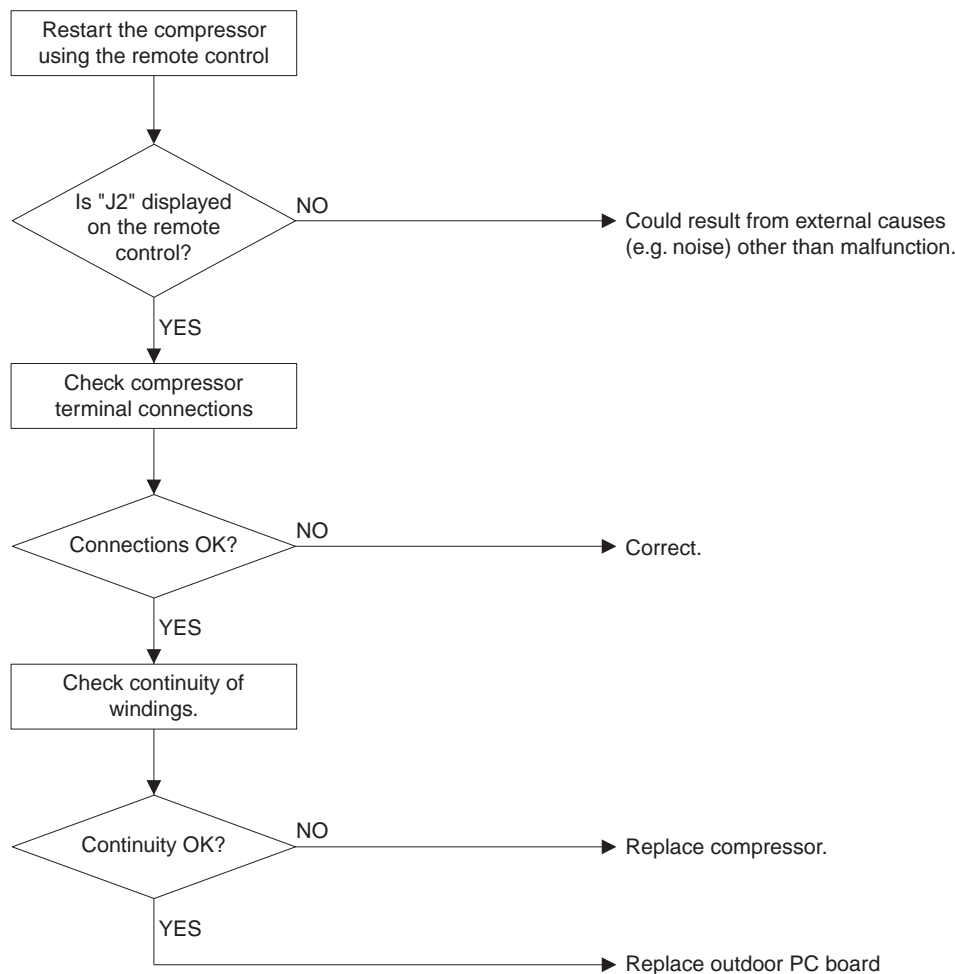 Restart the compressor
using the remote control
Is "J2" displayed
on the remote
control?
NO
Could result from external causes
(e.g. noise) other than malfunction.
YES
Check compressor
terminal connections
Connections OK?
NO
Correct.
YES
Check continuity of
windings.
Continuity OK?
NO
Replace compressor.
YES
Replace outdoor PC board